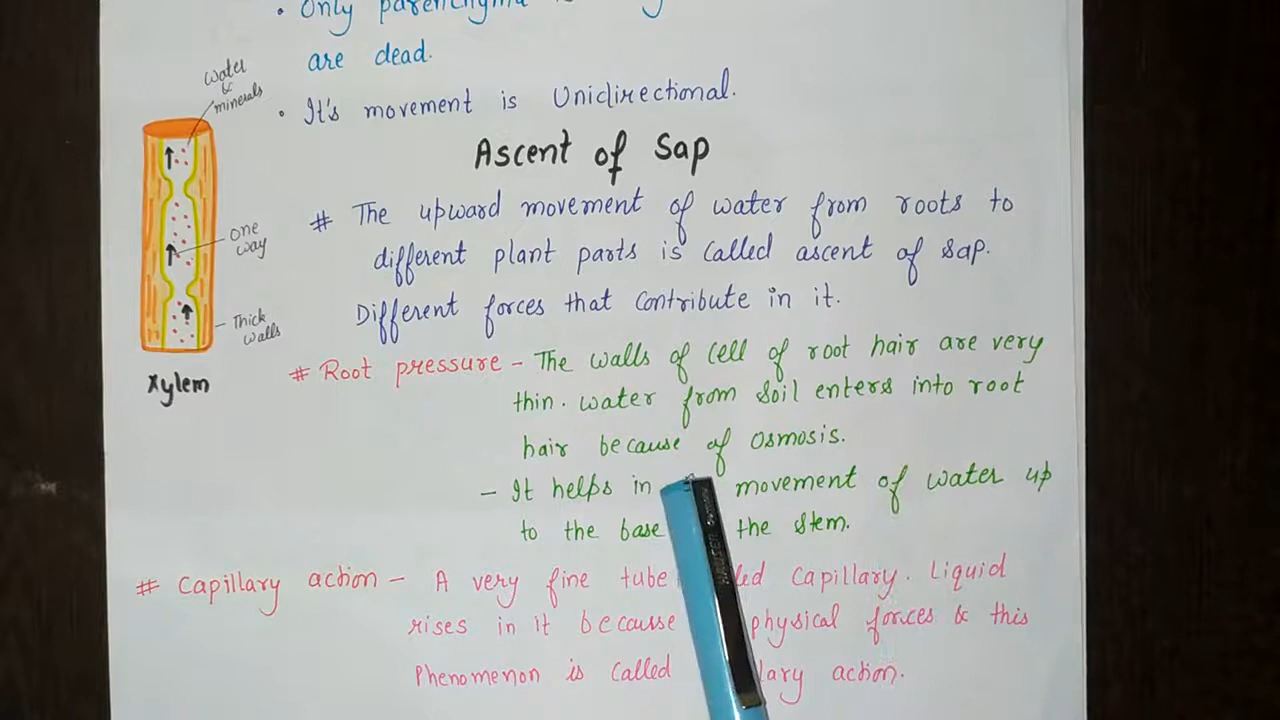 • Only parenchyma
are dead.
• It's movement is Unidirectional.
Water
&
minerals
one
way
Thick
walls
Xylem
Ascent of Sap
# The upward movement of water from roots to
different plant parts is called ascent of sap.
Different forces that contribute in it.
# Root pressure - The walls of cell of root hair are very
thin. water from soil enters into root
hair because of osmosis.
- It helps in movement of water up
to the base the stem.
# Capillary action - A very fine tube Capillary. Liquid
rises in it becausse physical forces & this
Phenomenon is called action.